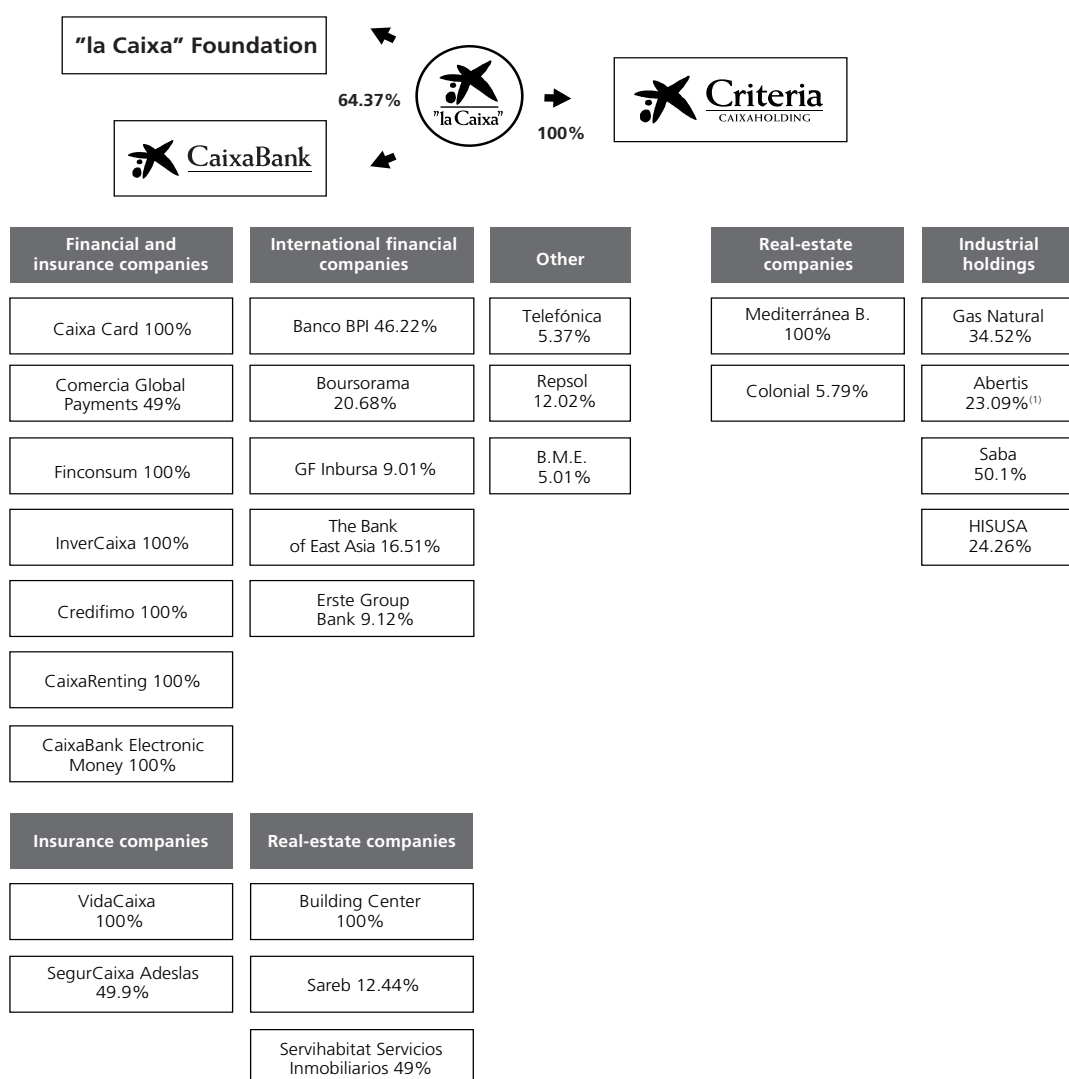 "la Caixa" Foundation
64.37%
"la Caixa"
100%
Criteria
CAIXAHOLDING
CaixaBank
Financial and
insurance companies
Caixa Card 100%
Comercia Global
Payments 49%
Finconsum 100%
InverCaixa 100%
Credifimo 100%
CaixaRenting 100%
CaixaBank Electronic
Money 100%
International financial
companies
Banco BPI 46.22%
Boursorama
20.68%
GF Inbursa 9.01%
The Bank
of East Asia 16.51%
Erste Group
Bank 9.12%
Other
Telefónica
5.37%
Repsol
12.02%
B.M.E.
5.01%
Real-estate
companies
Mediterránea B.
100%
Colonial 5.79%
Industrial
holdings
Gas Natural
34.52%
Abertis
23.09%(1)
Saba
50.1%
HISUSA
24.26%
Insurance companies
VidaCaixa
100%
SegurCaixa Adeslas
49.9%
Real-estate companies
Building Center
100%
Sareb 12.44%
Servihabitat Servicios
Inmobiliarios 49%